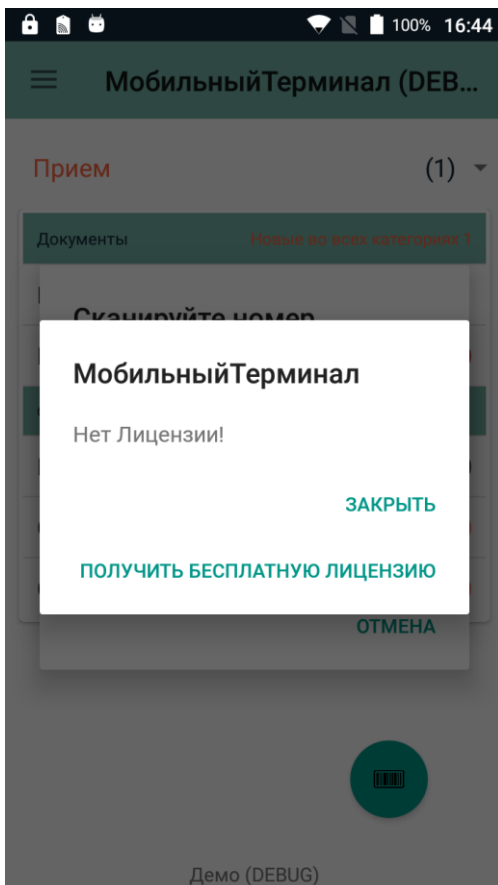 100% 16:44
МобильныйТерминал (DEB...
Прием (1)
Документы Новые во всех категориях 1
Сканируйте номер
МобильныйТерминал
Нет Лицензии!
ЗАКРЫТЬ
ПОЛУЧИТЬ БЕСПЛАТНУЮ ЛИЦЕНЗИЮ
ОТМЕНА
Демо (DEBUG)